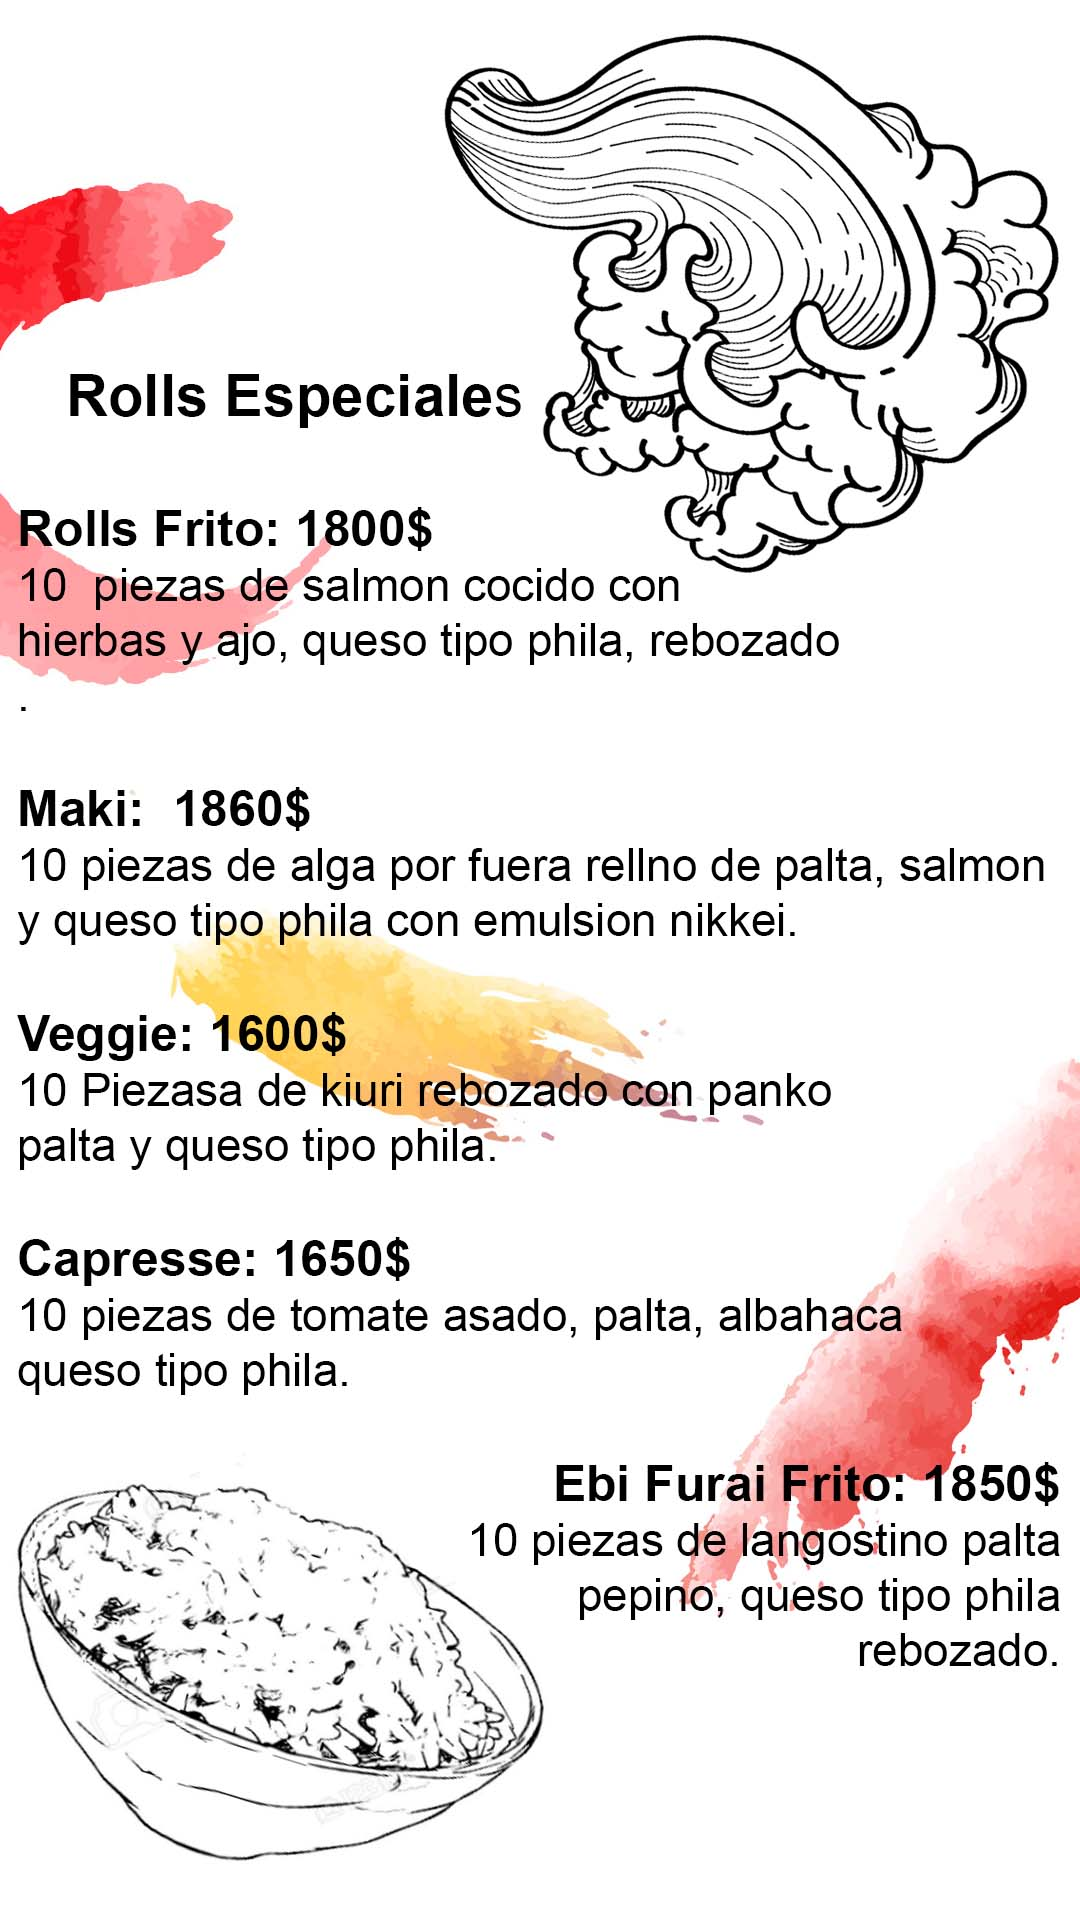 Rolls Especiales
Rolls Frito: 1800$
10 piezas de salmon cocido con
hierbas y ajo, queso tipo phila, rebozado
.
Maki: 1860$
10 piezas de alga por fuera rellno de palta, salmon
y queso tipo phila con emulsion nikkei.
Veggie: 1600$
10 Piezasa de kiuri rebozado con panko
palta y queso tipo phila.
Capresse: 1650$
10 piezas de tomate asado, palta, albahaca
queso tipo phila.
Ebi Furai Frito: 1850$
10 piezas de langostino palta
pepino, queso tipo phila
rebozado.